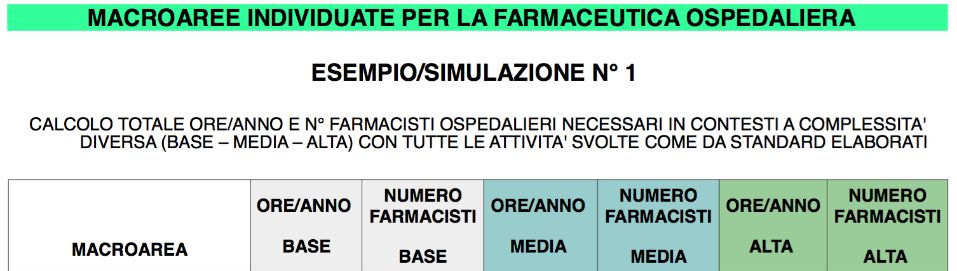 MACROAREE INDIVIDUATE PER LA FARMACEUTICA OSPEDALIERA
ESEMPIO/SIMULAZIONE N° 1
CALCOLO TOTALE ORE/ANNO E N° FARMACISTI OSPEDALIERI NECESSARI IN CONTESTI A COMPLESSITA'
DIVERSA (BASE – MEDIA – ALTA) CON TUTTE LE ATTIVITA' SVOLTE COME DA STANDARD ELABORATI
MACROAREA
ORE/ANNO
BASE
NUMERO
FARMACISTI
BASE
ORE/ANNO
MEDIA
NUMERO
FARMACISTI
MEDIA
ORE/ANNO
ALTA
NUMERO
FARMACISTI
ALTA